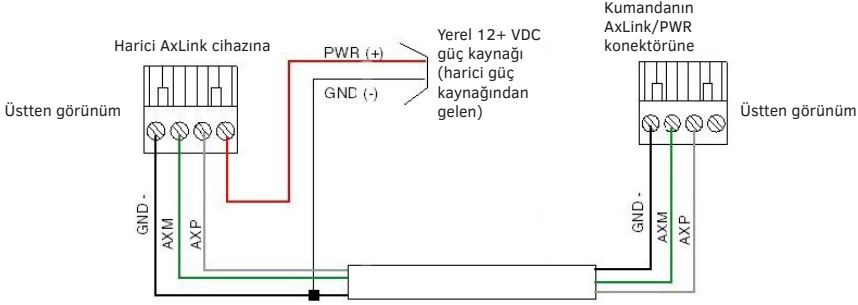 Kumandanın
AxLink/PWR
konektörüne
Harici AxLink cihazına
PWR (+)
GND (-)
Yerel 12+ VDC
güç kaynağı
(harici güç
kaynağından
gelen)
Üstten görünüm
Üstten görünüm
GND -
AXM
AXP
GND -
AXM
AXP